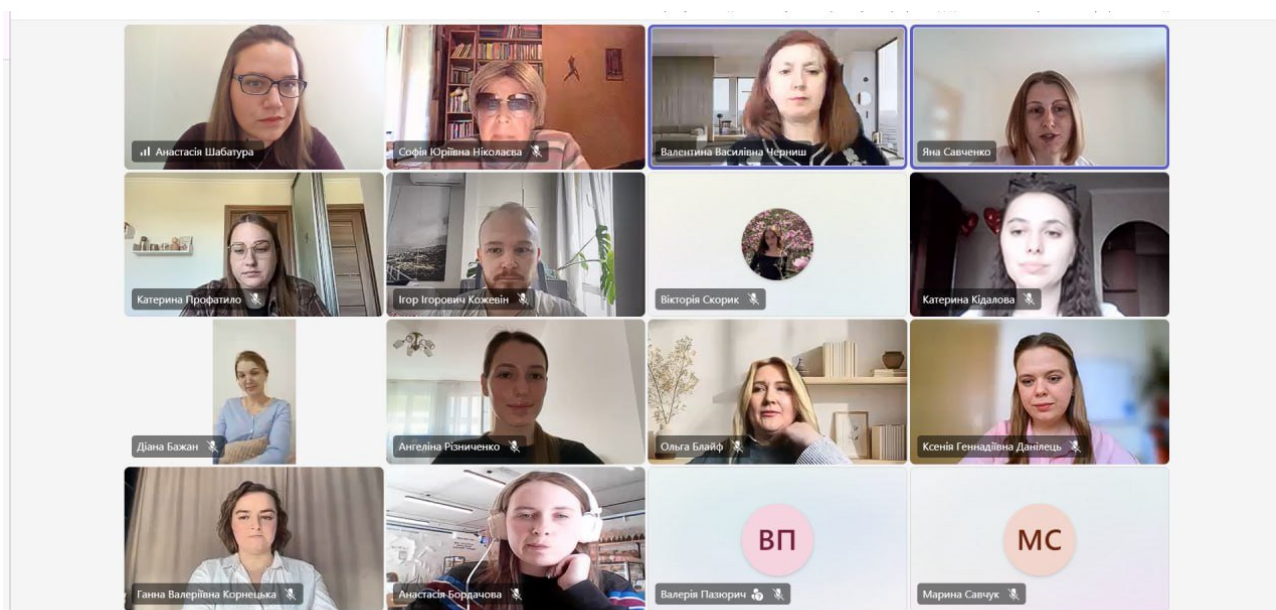 Анастасія Шабатура
Софія Юріївна Ніколаєва
Валентина Василівна Черниш
Яна Савченко
Катерина Профатило
Ігор Ігорович Кожевін
Вікторія Скорик
Катерина Кідалова
Діана Бажан
Ангеліна Різниченко
Ольга Блайф
Ксенія Геннадіївна Данілець
Ганна Валеріївна Корнецька
Анастасія Бордачова
ВП
Валерія Пазюрич
МС
Марина Савчук